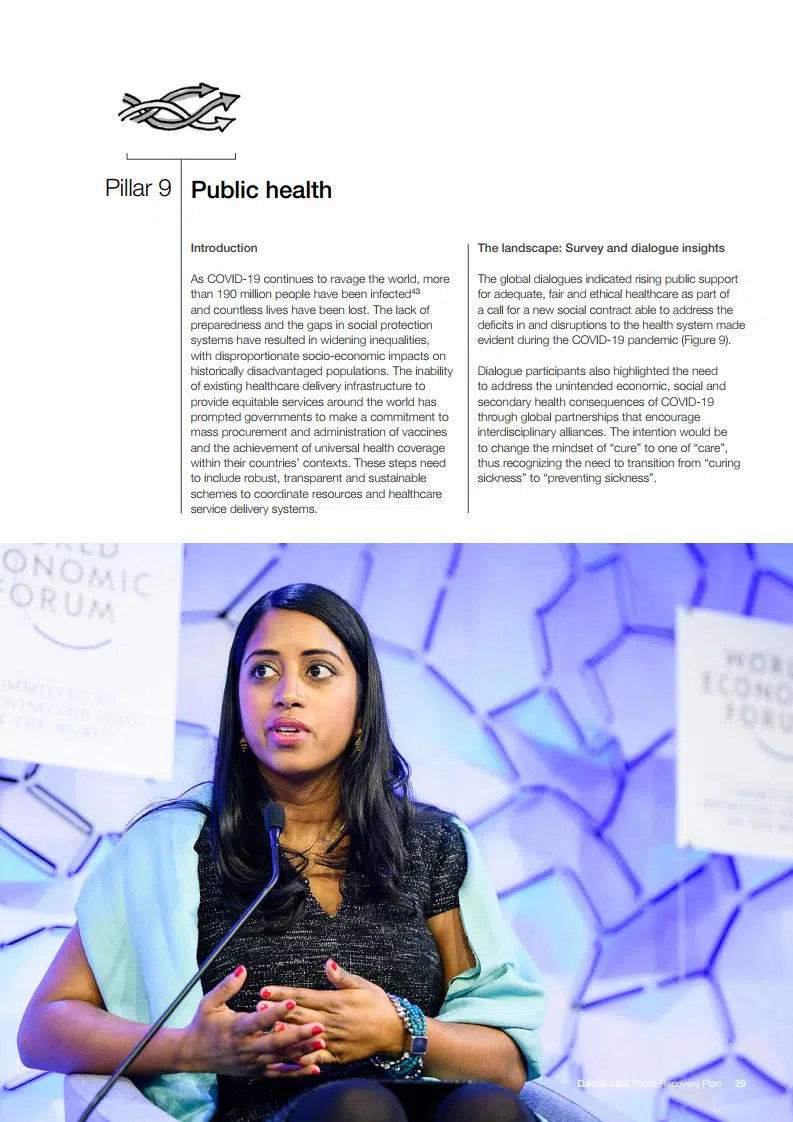 Pillar 9
Public health
Introduction
As COVID-19 continues to ravage the world, more
than 190 million people have been infected43
and countless lives have been lost. The lack of
preparedness and the gaps in social protection
systems have resulted in widening inequalities,
with disproportionate socio-economic impacts on
historically disadvantaged populations. The inability
of existing healthcare delivery infrastructure to
provide equitable services around the world has
prompted governments to make a commitment to
mass procurement and administration of vaccines
and the achievement of universal health coverage
within their countries’ contexts. These steps need
to include robust, transparent and sustainable
schemes to coordinate resources and healthcare
service delivery systems.
The landscape: Survey and dialogue insights
The global dialogues indicated rising public support
for adequate, fair and ethical healthcare as part of
a call for a new social contract able to address the
deficits in and disruptions to the health system made
evident during the COVID-19 pandemic (Figure 9).
Dialogue participants also highlighted the need
to address the unintended economic, social and
secondary health consequences of COVID-19
through global partnerships that encourage
interdisciplinary alliances. The intention would be
to change the mindset of “cure” to one of “care”,
thus recognizing the need to transition from “curing
sickness” to “preventing sickness”.
ONOMIC
FORUM
WORL
ECONO
FORU
Davos Lab: Youth Recovery Plan 29